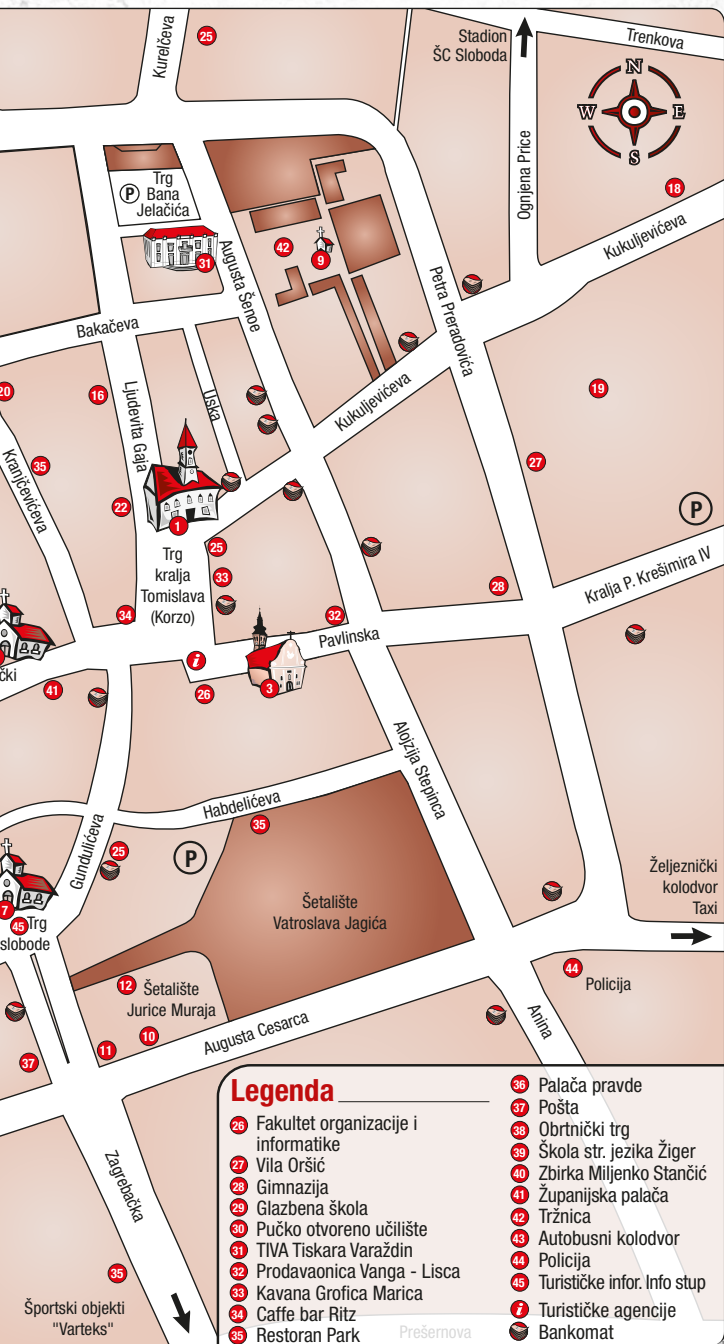 Kurelčeva
25
Stadion
ŠC Sloboda
Trenkova
N
W
E
S
Ognjena Price
18
Trg
Bana
Jelačića
P
31
42
9
Augusta Šenoe
Petra Preradovića
Kukuljevićeva
Bakačeva
20
16
Ljudevita Gaja
Uska
Kukuljevićeva
19
Kranjčevićeva
35
22
1
27
P
Trg
kralja
Tomislava
(Korzo)
25
33
28
Kralja P. Krešimira IV
34
32
Pavlinska
čki
41
i
26
3
Alojzija Stepinca
Habdelićeva
35
Gundulićeva
25
P
Šetalište
Vatroslava Jagića
Željeznički
kolodvor
Taxi
7
45
Trg
slobode
12
Šetalište
Jurice Muraja
44
Policija
10
11
37
Augusta Cesarca
Anina
Zagrebačka
35
Športski objekti
"Varteks"
Legenda
26 Fakultet organizacije i
informatike
27 Vila Oršić
28 Gimnazija
29 Glazbena škola
30 Pučko otvoreno učilište
31 TIVA Tiskara Varaždin
32 Prodavaonica Vanga - Lisca
33 Kavana Grofica Marica
34 Caffe bar Ritz
35 Restoran Park
36 Palača pravde
37 Pošta
38 Obrtnički trg
39 Škola str. jezika Žiger
40 Zbirka Miljenko Stančić
41 Županijska palača
42 Tržnica
43 Autobusni kolodvor
44 Policija
45 Turističke infor. Info stup
i Turističke agencije
Bankomat
Prešernova